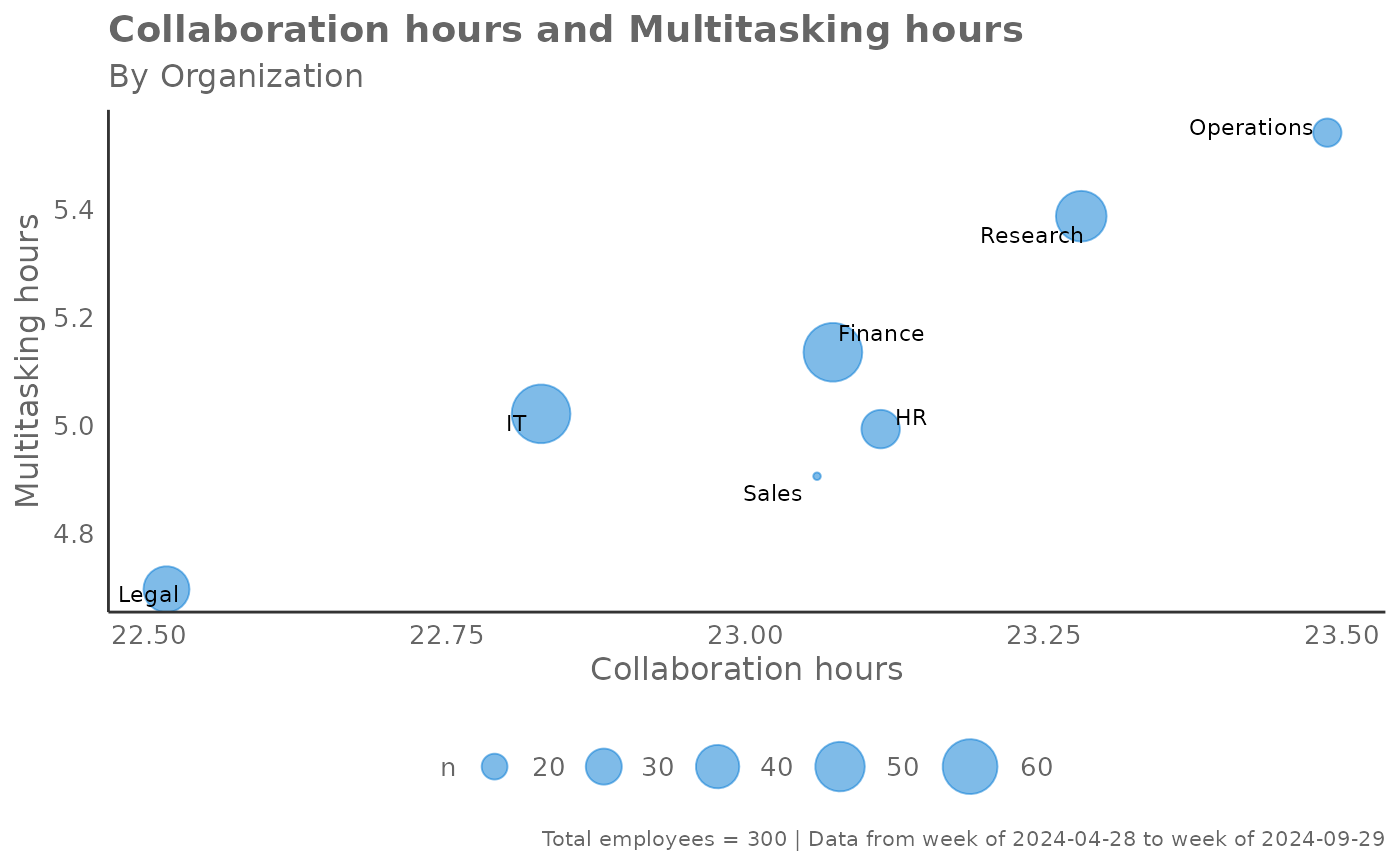 Collaboration hours and Multitasking hours
By Organization
Operations
5.4
Research
5.2
Finance
5.0
IT
HR
Sales
4.8
Legal
Multitasking hours
22.50 22.75 23.00 23.25 23.50
Collaboration hours
n 20 30 40 50 60
Total employees = 300 | Data from week of 2024-04-28 to week of 2024-09-29